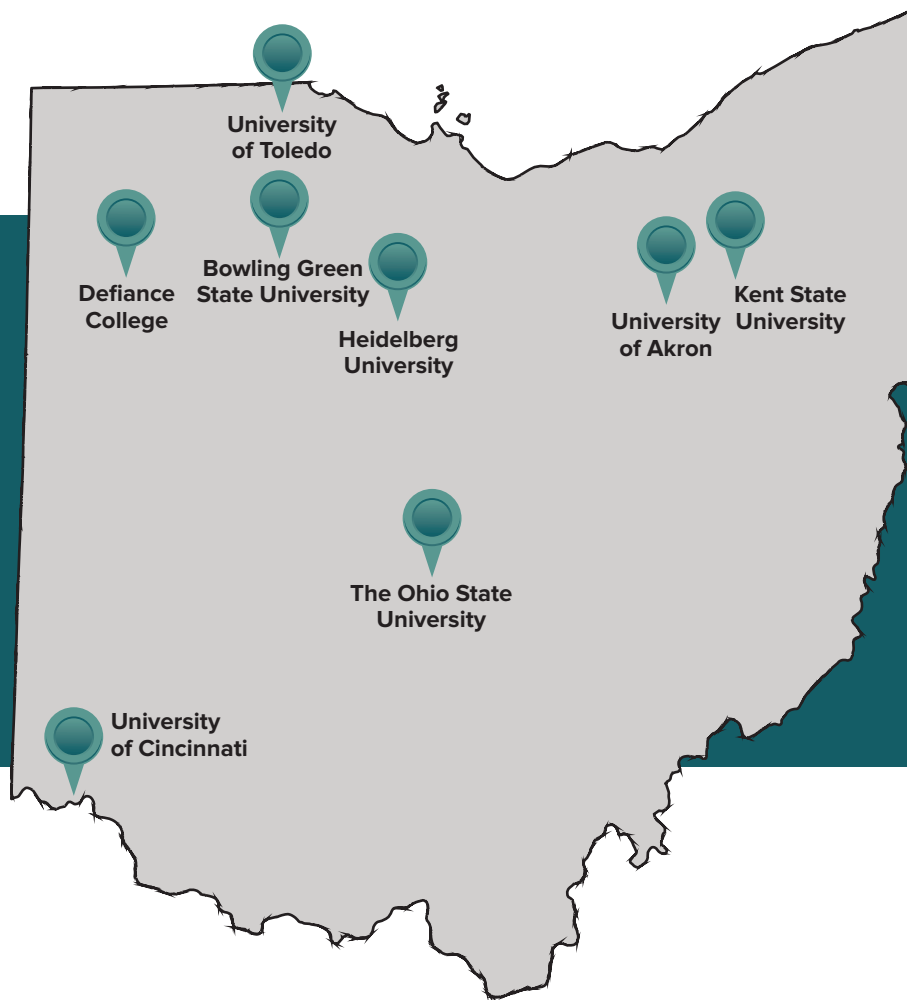 University
of Toledo
Bowling Green
State University
Defiance
College
Heidelberg
University
University
of Akron
Kent State
University
The Ohio State
University
University
of Cincinnati